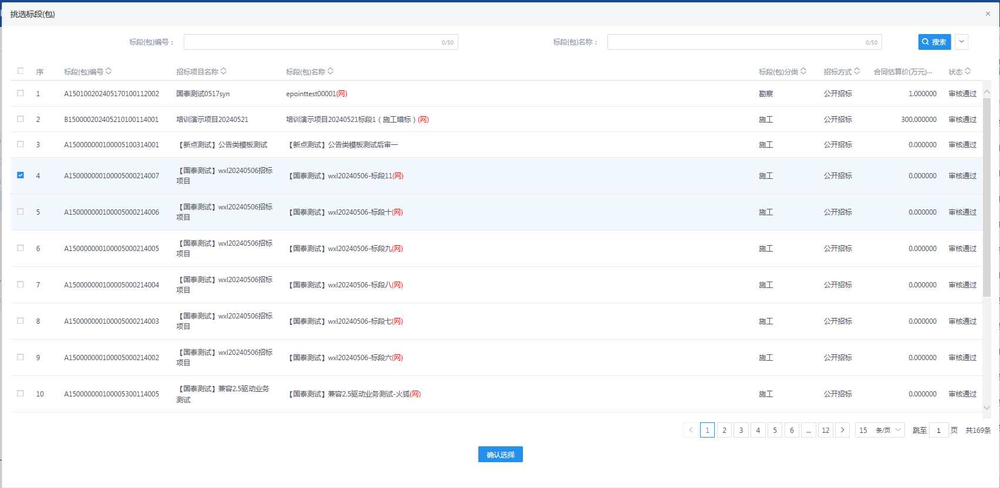 挑选标段(包)
×
标段(包)编号： 0/50 标段(包)名称： 0/50 搜索
序 标段(包)编号 招标项目名称 标段(包)名称 标段(包)分类 招标方式 合同估算价(万元)... 状态
1 A150100202405170100112002 国泰测试0517syn epointtest00001(网) 勘察 公开招标 1.000000 审核通过
2 B150000202405210100114001 培训演示项目20240521 培训演示项目20240521标段1（施工暗标）(网) 施工 公开招标 300.000000 审核通过
3 A150000000100005100314001 【新点测试】公告类模板测试 【新点测试】公告类模板测试后审一 施工 公开招标 0.000000 审核通过
4 A150000000100005000214007 【国泰测试】wxl20240506招标
项目 【国泰测试】wxl20240506-标段11(网) 施工 公开招标 0.000000 审核通过
5 A150000000100005000214006 【国泰测试】wxl20240506招标
项目 【国泰测试】wxl20240506-标段十(网) 施工 公开招标 0.000000 审核通过
6 A150000000100005000214005 【国泰测试】wxl20240506招标
项目 【国泰测试】wxl20240506-标段九(网) 施工 公开招标 0.000000 审核通过
7 A150000000100005000214004 【国泰测试】wxl20240506招标
项目 【国泰测试】wxl20240506-标段八(网) 施工 公开招标 0.000000 审核通过
8 A150000000100005000214003 【国泰测试】wxl20240506招标
项目 【国泰测试】wxl20240506-标段七(网) 施工 公开招标 0.000000 审核通过
9 A150000000100005000214002 【国泰测试】wxl20240506招标
项目 【国泰测试】wxl20240506-标段六(网) 施工 公开招标 0.000000 审核通过
10 A150000000100005300114005 【国泰测试】兼容2.5驱动业务
测试 【国泰测试】兼容2.5驱动业务测试-火狐(网) 施工 公开招标 0.000000 审核通过
1 2 3 4 5 6 ... 12 15 条/页 跳至 1 页 共169条
确认选择